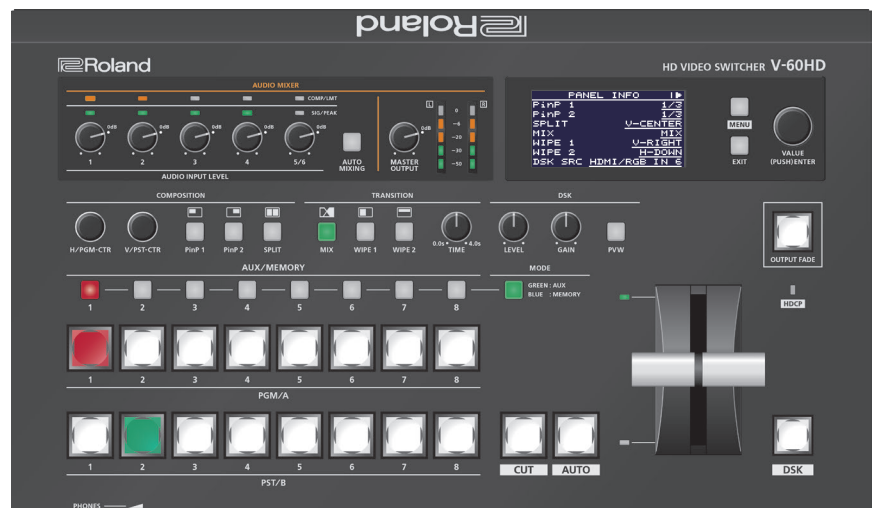 Roland
Roland
HD VIDEO SWITCHER V-60HD
AUDIO MIXER
COMP/LMT
SIG/PEAK
0dB 0dB 0dB 0dB 0dB 0dB
1 2 3 4 5/6
AUTO MIXING
MASTER OUTPUT
L R
0
-6
-20
-30
-50
AUDIO INPUT LEVEL
PANEL INFO 1
PinP 1 1/3
PinP 2 1/3
SPLIT V-CENTER
MIX MIX
WIPE 1 V-RIGHT
WIPE 2 H-DOWN
DSK SRC HDMI/RGB IN 6
MENU
EXIT
VALUE
(PUSH)ENTER
COMPOSITION
H/PGM-CTR V/PST-CTR PinP 1 PinP 2 SPLIT
TRANSITION
MIX WIPE 1 WIPE 2 0.0s 4.0s TIME
DSK
LEVEL GAIN PVW
OUTPUT FADE
HDCP
AUX/MEMORY
1 2 3 4 5 6 7 8
MODE
GREEN : AUX
BLUE : MEMORY
1 2 3 4 5 6 7 8
PGM/A
1 2 3 4 5 6 7 8
PST/B
CUT AUTO
DSK
PHONES